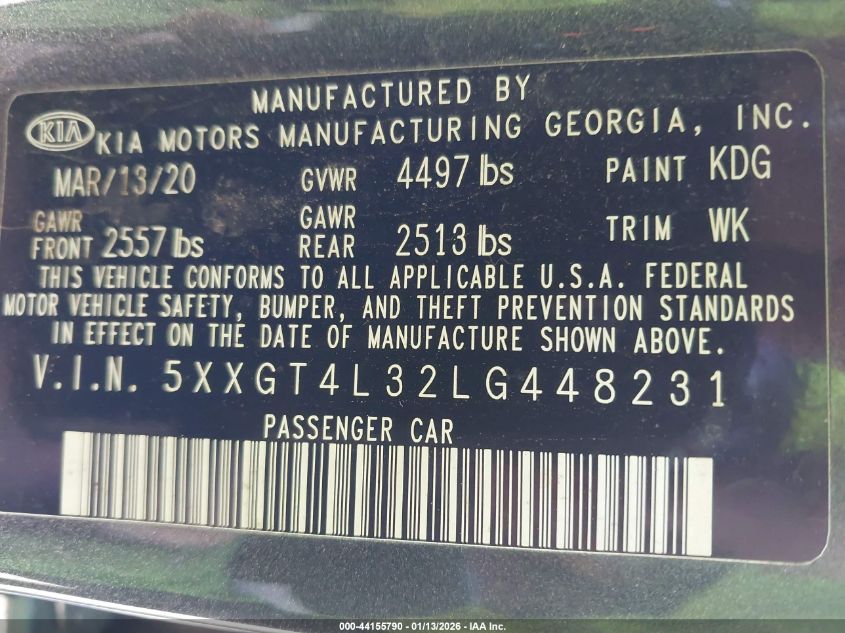 MANUFACTURED BY
KIA KIA MOTORS MANUFACTURING GEORGIA, INC.
MAR/13/20 GVWR 4497 lbs PAINT KDG
GAWR FRONT 2557 lbs GAWR REAR 2513 lbs TRIM WK
THIS VEHICLE CONFORMS TO ALL APPLICABLE U.S.A. FEDERAL
MOTOR VEHICLE SAFETY, BUMPER, AND THEFT PREVENTION STANDARDS
IN EFFECT ON THE DATE OF MANUFACTURE SHOWN ABOVE.
V.I.N. 5XXGT4L32LG448231
PASSENGER CAR
000-44155790 - 01/13/2026 - IAA Inc.